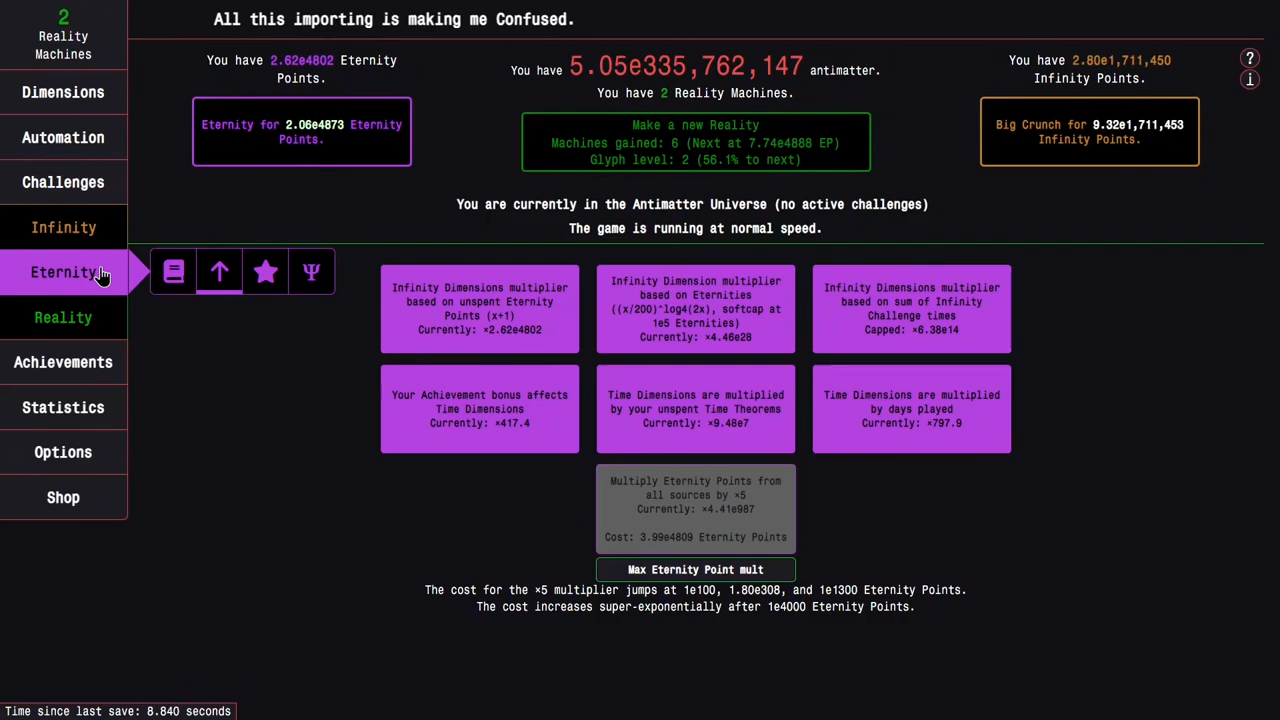 2
Reality
Machines
Dimensions
Automation
Challenges
Infinity
Eternity
Reality
Achievements
Statistics
Options
Shop
All this importing is making me Confused.
You have 2.62e4802 Eternity
Points.
Eternity for 2.06e4873 Eternity
Points.
You have 5.05e335,762,147 antimatter.
You have 2 Reality Machines.
Make a new Reality
Machines gained: 6 (Next at 7.74e4888 EP)
Glyph level: 2 (56.1% to next)
You have 2.80e1,711,450
Infinity Points.
Big Crunch for 9.32e1,711,453
Infinity Points.
?
i
You are currently in the Antimatter Universe (no active challenges)
The game is running at normal speed.
Ψ
Infinity Dimensions multiplier
based on unspent Eternity
Points (x+1)
Currently: ×2.62e4802
Infinity Dimension multiplier
based on Eternities
((x/200)^log4(2x), softcap at
1e5 Eternities)
Currently: ×4.46e28
Infinity Dimensions multiplier
based on sum of Infinity
Challenge times
Capped: ×6.38e14
Your Achievement bonus affects
Time Dimensions
Currently: ×417.4
Time Dimensions are multiplied
by your unspent Time Theorems
Currently: ×9.48e7
Time Dimensions are multiplied
by days played
Currently: ×797.9
Multiply Eternity Points from
all sources by ×5
Currently: ×4.41e987
Cost: 3.99e4809 Eternity Points
Max Eternity Point mult
The cost for the ×5 multiplier jumps at 1e100, 1.80e308, and 1e1300 Eternity Points.
The cost increases super-exponentially after 1e4000 Eternity Points.
Time since last save: 8.840 seconds